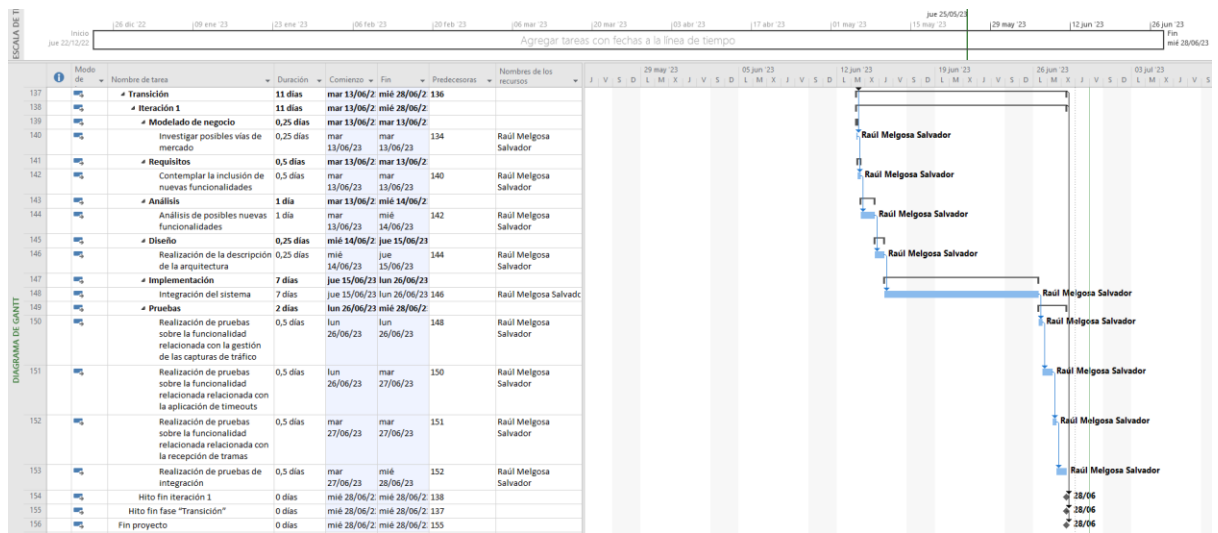 jue 25/05/23
26 dic '22 09 ene '23 23 ene '23 06 feb '23 20 feb '23 06 mar '23 20 mar '23 03 abr '23 17 abr '23 01 may '23 15 may '23 29 may '23 12 jun '23 26 jun '23
ESCALA DE TI
Inicio
jue 22/12/22
Agregar tareas con fechas a la línea de tiempo
Fin
mié 28/06/23
DIAGRAMA DE GANTT
Modo de Nombre de tarea Duración Comienzo Fin Predecesoras Nombres de los recursos
29 may '23 05 jun '23 12 jun '23 19 jun '23 26 jun '23 03 jul '23
J V S D L M X J V S D L M X J V S D L M X J V S D L M X J V S D L M X J V S D L M X J V S
137 Transición 11 días mar 13/06/2 mié 28/06/2 136
138 Iteración 1 11 días mar 13/06/2 mié 28/06/2
139 Modelado de negocio 0,25 días mar 13/06/2 mar 13/06/2
140 Investigar posibles vías de 0,25 días mar mar 134 Raúl Melgosa
mercado 13/06/23 13/06/23 Salvador
Raúl Melgosa Salvador
141 Requisitos 0,5 días mar 13/06/2 mar 13/06/2
142 Contemplar la inclusión de 0,5 días mar mar 140 Raúl Melgosa
nuevas funcionalidades 13/06/23 13/06/23 Salvador
Raúl Melgosa Salvador
143 Análisis 1 día mar 13/06/2 mié 14/06/2
144 Análisis de posibles nuevas 1 día mar mié 142 Raúl Melgosa
funcionalidades 13/06/23 14/06/23 Salvador
Raúl Melgosa Salvador
145 Diseño 0,25 días mié 14/06/2 jue 15/06/23
146 Realización de la descripción 0,25 días mié jue 144 Raúl Melgosa
de la arquitectura 14/06/23 15/06/23 Salvador
Raúl Melgosa Salvador
147 Implementación 7 días jue 15/06/23 lun 26/06/23
148 Integración del sistema 7 días jue 15/06/23 lun 26/06/23 146 Raúl Melgosa Salvadc
Raúl Melgosa Salvador
149 Pruebas 2 días lun 26/06/23 mié 28/06/2
150 Realización de pruebas 0,5 días lun lun 148 Raúl Melgosa
sobre la funcionalidad 26/06/23 26/06/23 Salvador
relacionada con la gestión
de las capturas de tráfico
Raúl Melgosa Salvador
151 Realización de pruebas 0,5 días lun mar 150 Raúl Melgosa
sobre la funcionalidad 26/06/23 27/06/23 Salvador
relacionada relacionada con
la aplicación de timeouts
Raúl Melgosa Salvador
152 Realización de pruebas 0,5 días mar mar 151 Raúl Melgosa
sobre la funcionalidad 27/06/23 27/06/23 Salvador
relacionada relacionada con
la recepción de tramas
Raúl Melgosa Salvador
153 Realización de pruebas de 0,5 días mar mié 152 Raúl Melgosa
integración 27/06/23 28/06/23 Salvador
Raúl Melgosa Salvador
154 Hito fin iteración 1 0 días mié 28/06/2 mié 28/06/2 138 28/06
155 Hito fin fase "Transición" 0 días mié 28/06/2 mié 28/06/2 137 28/06
156 Fin proyecto 0 días mié 28/06/2 mié 28/06/2 155 28/06